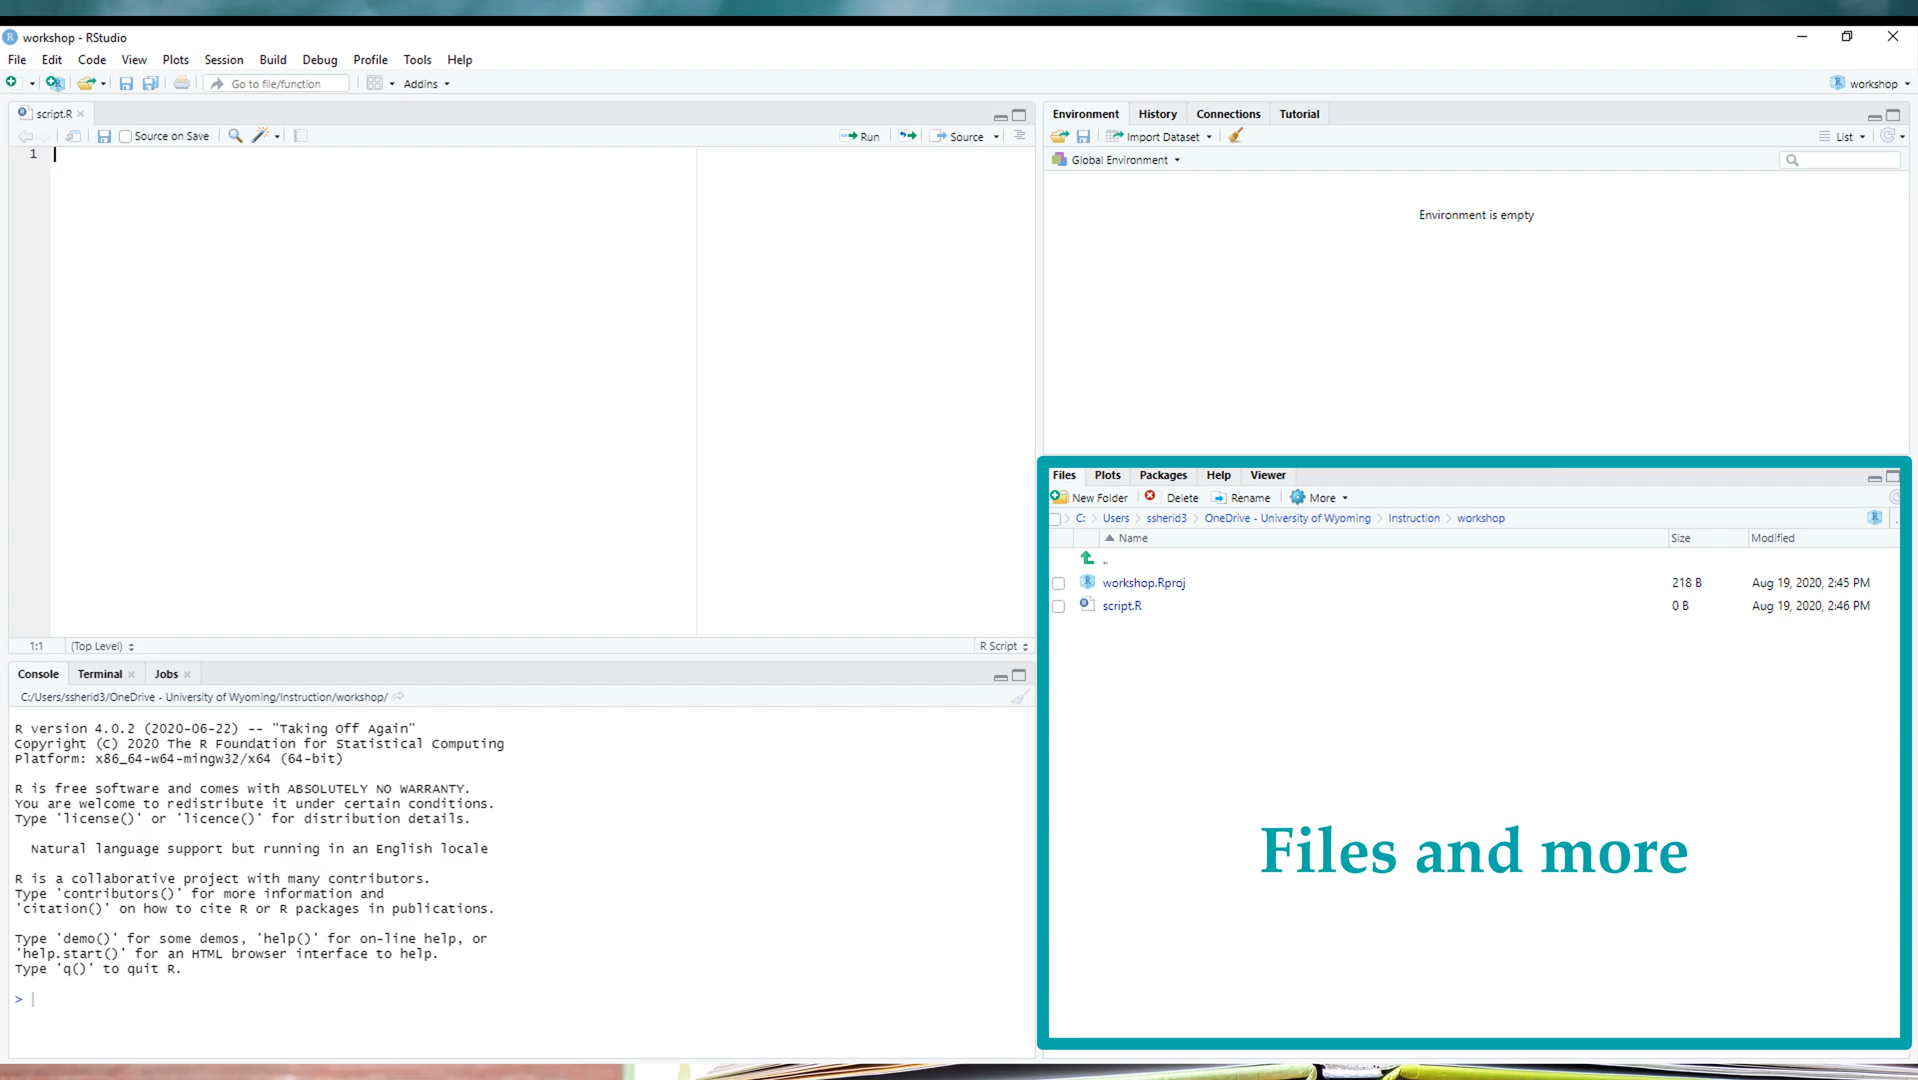 workshop - RStudio
File Edit Code View Plots Session Build Debug Profile Tools Help
Go to file/function Addins workshop
script.R
Source on Save Run Source
1
1:1 (Top Level) R Script
Console Terminal Jobs
C:/Users/ssherid3/OneDrive - University of Wyoming/Instruction/workshop/
R version 4.0.2 (2020-06-22) -- "Taking Off Again"
Copyright (C) 2020 The R Foundation for Statistical Computing
Platform: x86_64-w64-mingw32/x64 (64-bit)
R is free software and comes with ABSOLUTELY NO WARRANTY.
You are welcome to redistribute it under certain conditions.
Type 'license()' or 'licence()' for distribution details.
Natural language support but running in an English locale
R is a collaborative project with many contributors.
Type 'contributors()' for more information and
'citation()' on how to cite R or R packages in publications.
Type 'demo()' for some demos, 'help()' for on-line help, or
'help.start()' for an HTML browser interface to help.
Type 'q()' to quit R.
>
Environment History Connections Tutorial
Import Dataset List
Global Environment
Environment is empty
Files Plots Packages Help Viewer
New Folder Delete Rename More
C: Users ssherid3 OneDrive - University of Wyoming Instruction workshop
Name Size Modified
..
workshop.Rproj 218 B Aug 19, 2020, 2:45 PM
script.R 0 B Aug 19, 2020, 2:46 PM
Files and more